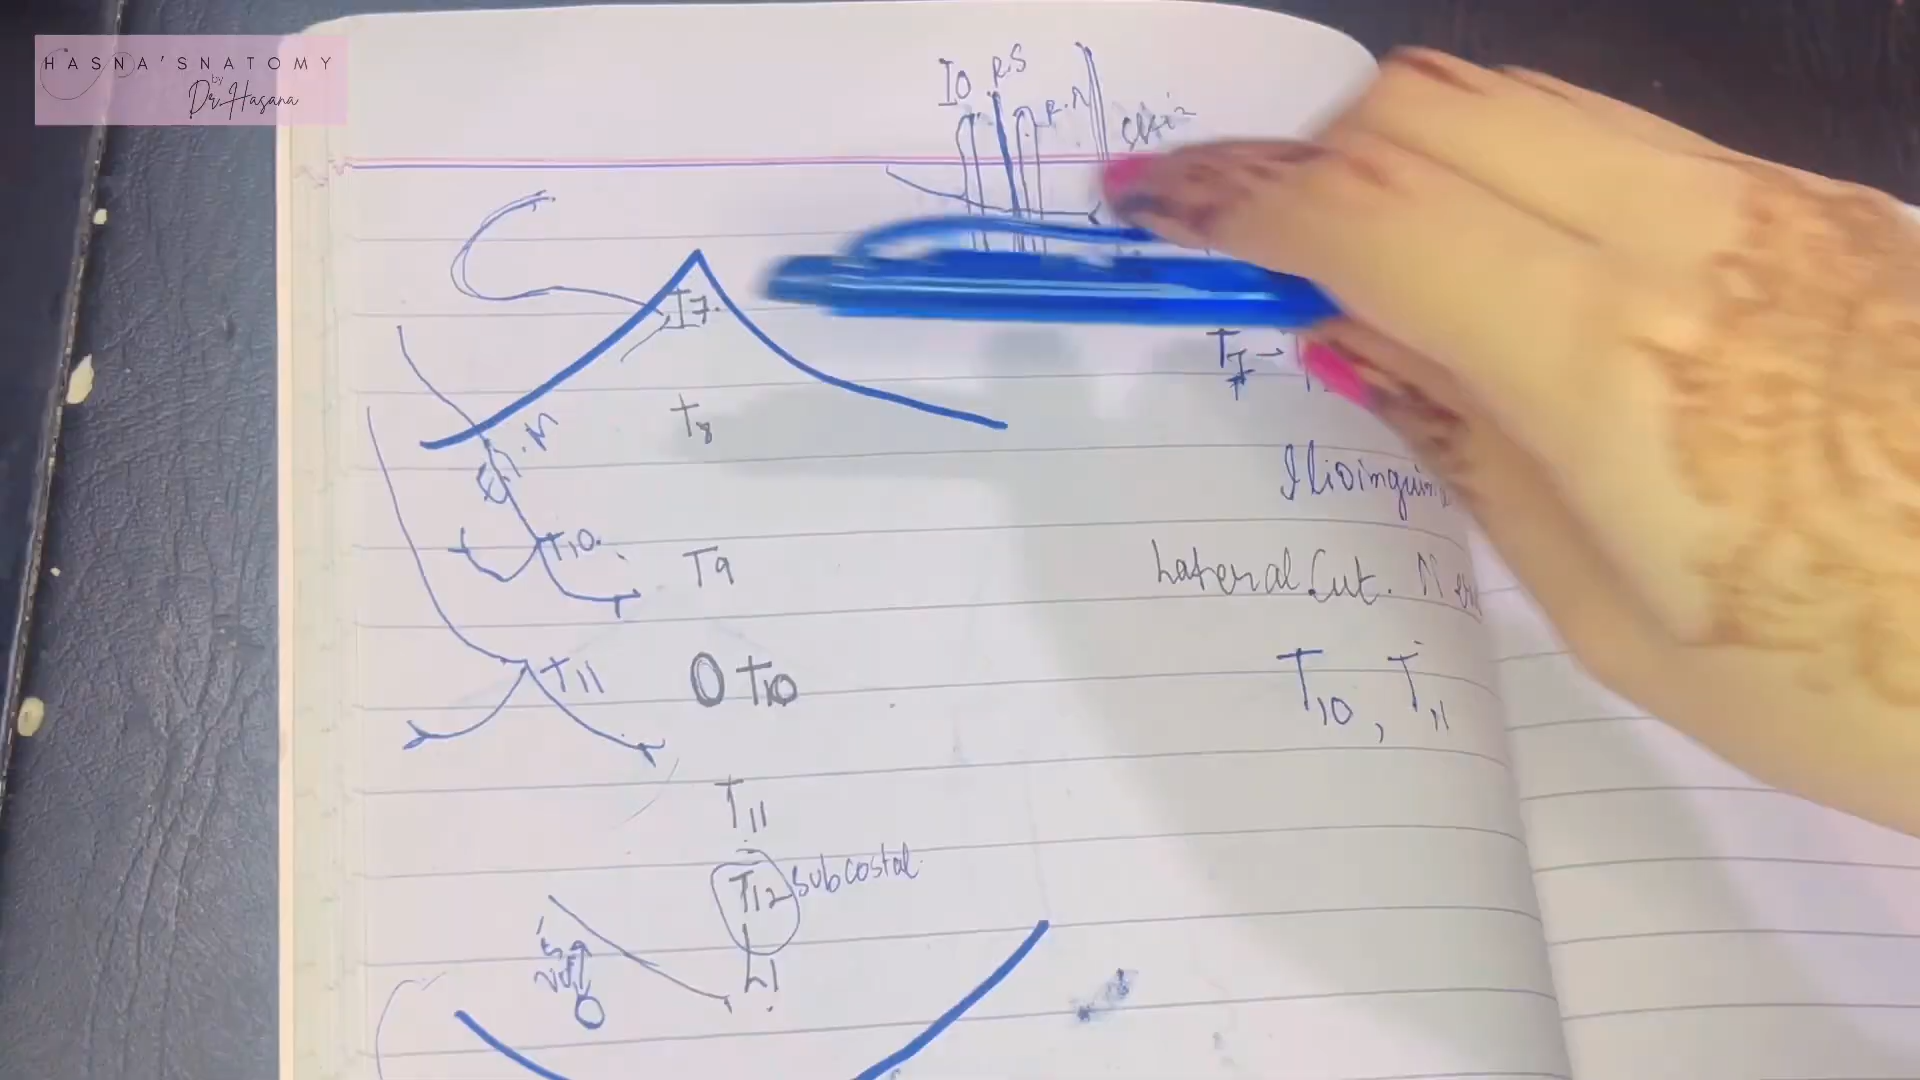 HASNA'SNATOMY
by
Dr.Hasana
IO R.S
R.A
T7.
T7 →
T8
E.M
T10.
T9
Lateral Cut.
T11
O T10
T10, T11
T11
T12 subcostal
L1